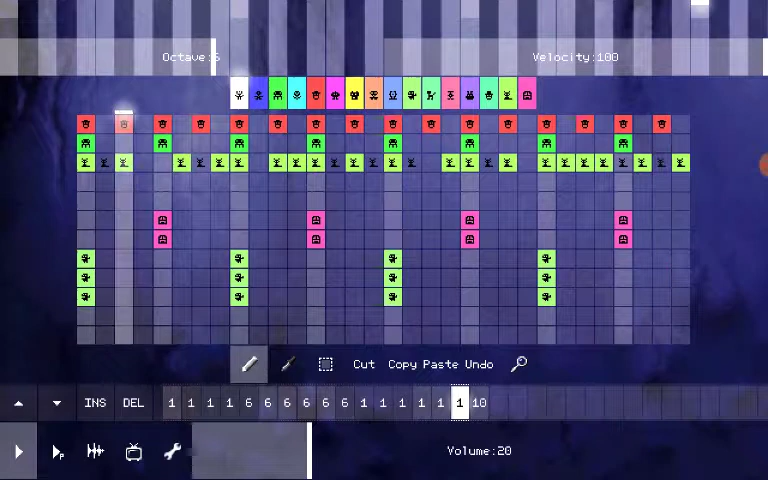 Octave:5 Velocity:100
Cut Copy Paste Undo
INS DEL 1 1 1 1 6 6 6 6 6 6 1 1 1 1 1 1 10
P Volume:20